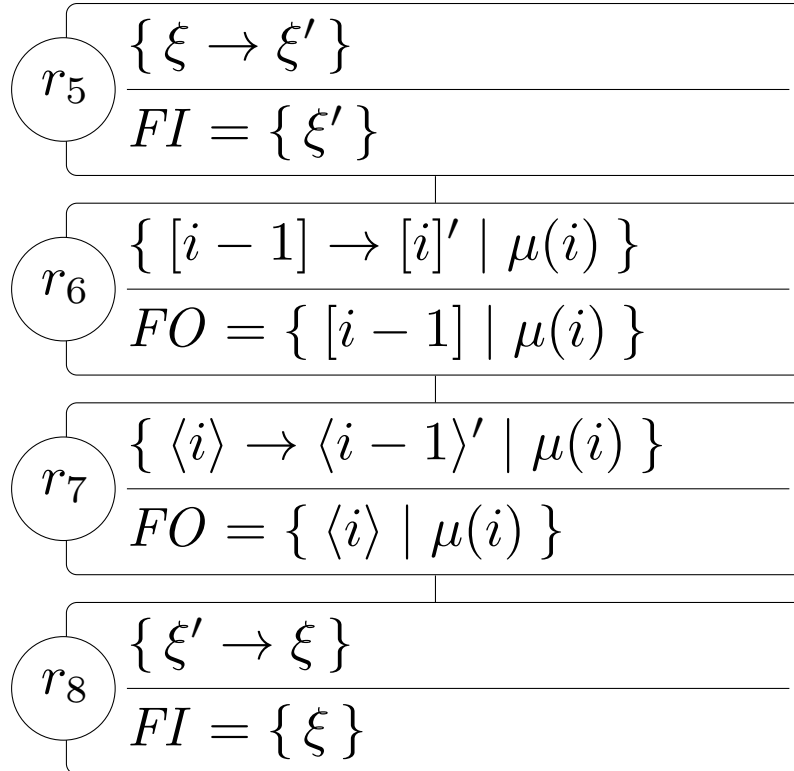 r₅
{ ξ → ξ′ }
FI = { ξ′ }
r₆
{ [i − 1] → [i]′ | μ(i) }
FO = { [i − 1] | μ(i) }
r₇
{ ⟨i⟩ → ⟨i − 1⟩′ | μ(i) }
FO = { ⟨i⟩ | μ(i) }
r₈
{ ξ′ → ξ }
FI = { ξ }